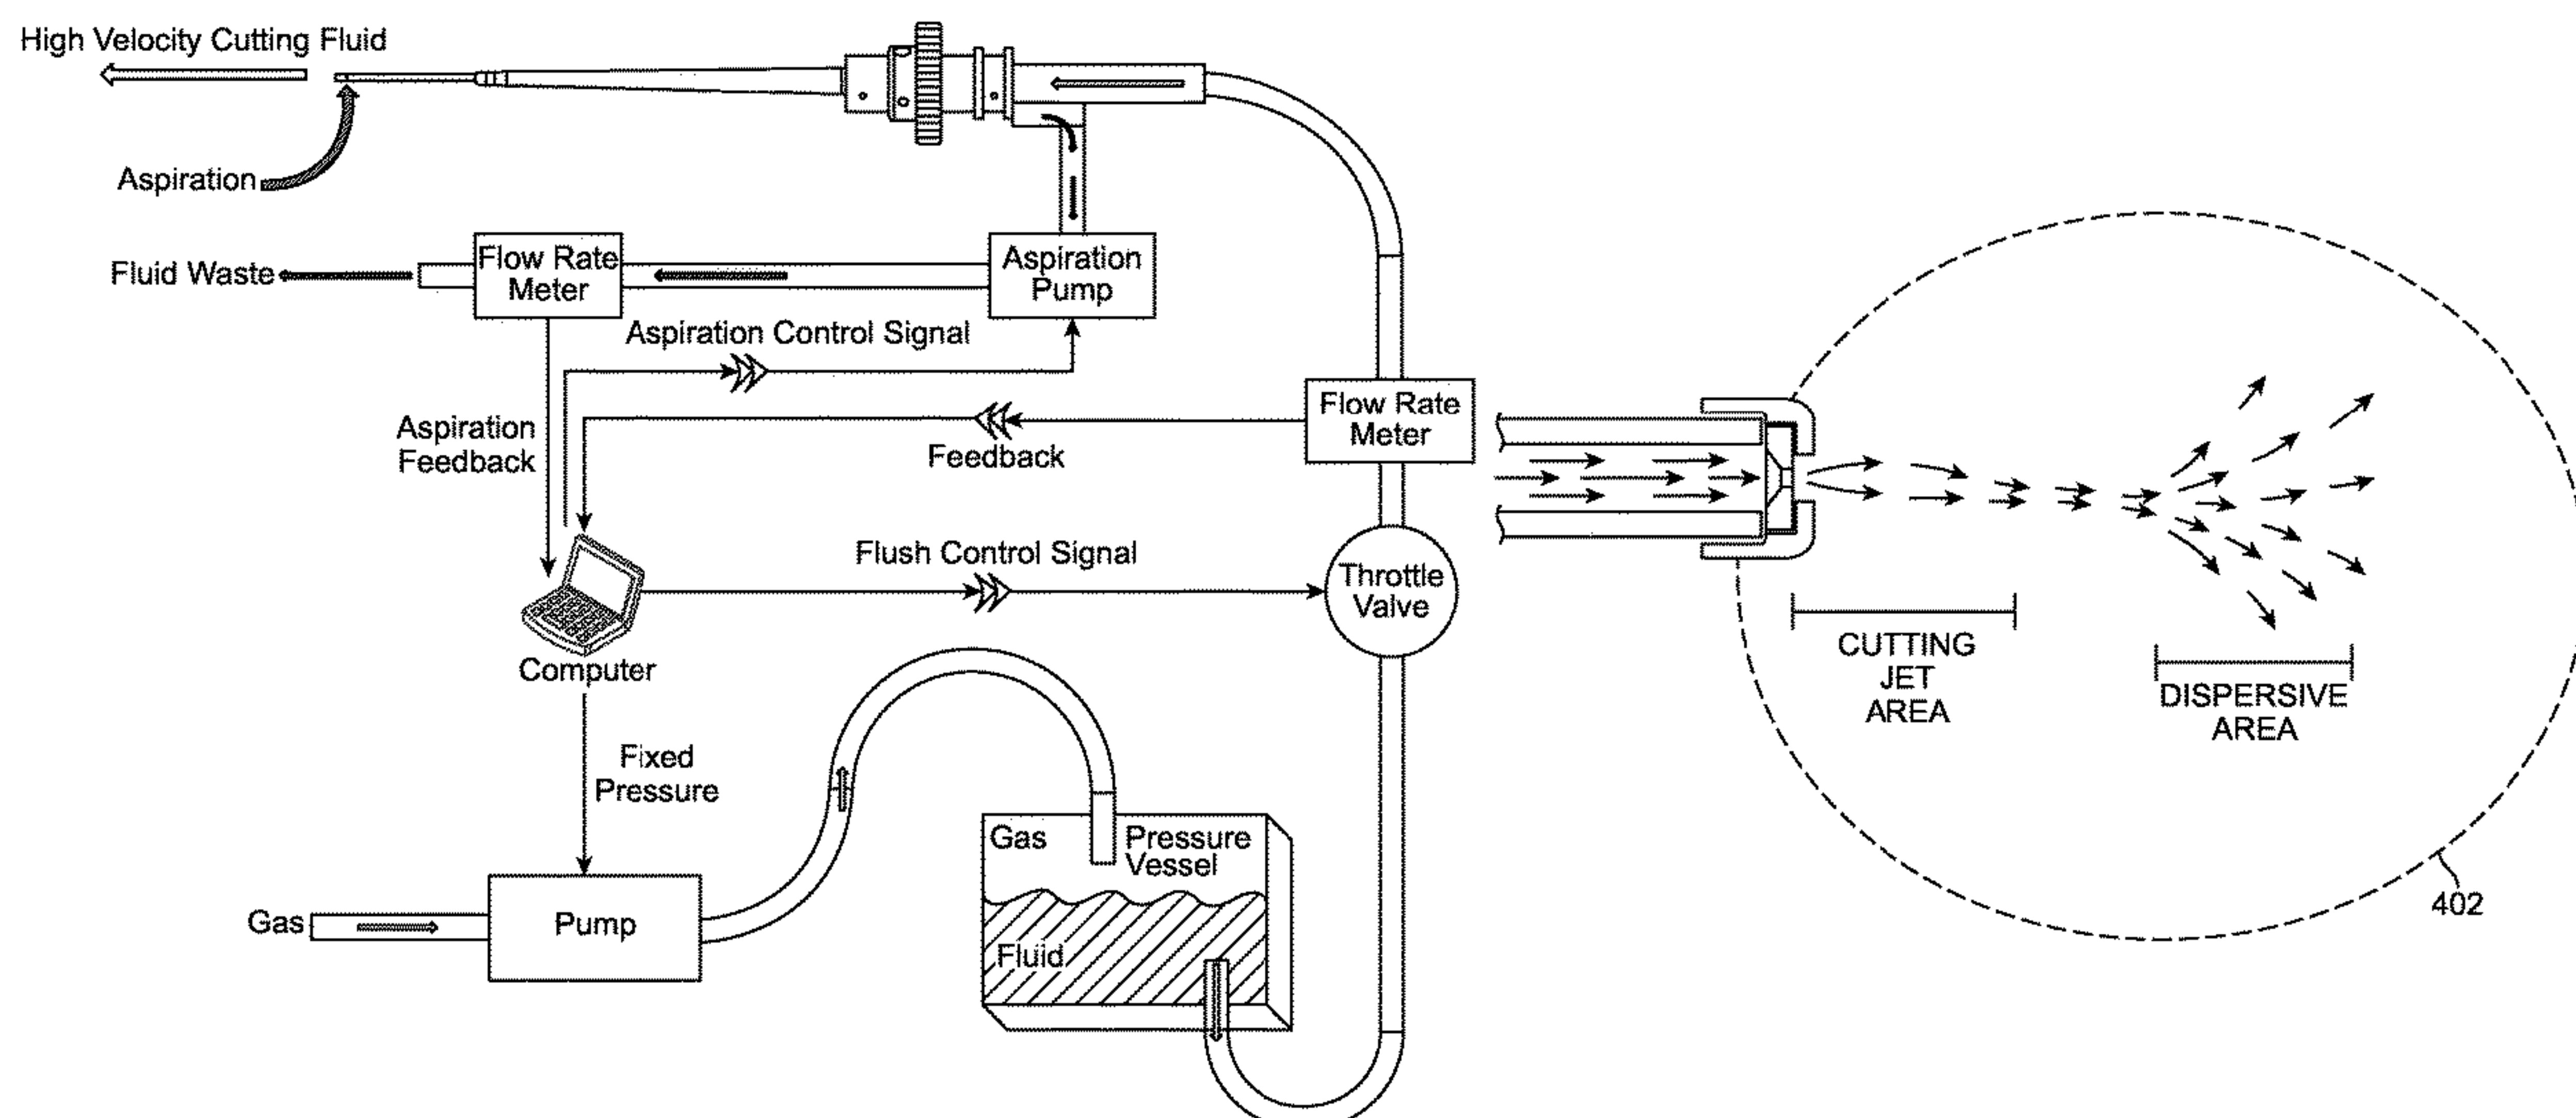 High Velocity Cutting Fluid
Aspiration
Fluid Waste
Flow Rate
Meter
Aspiration
Pump
Aspiration Control Signal
Aspiration
Feedback
Feedback
Flow Rate
Meter
Flush Control Signal
Throttle
Valve
Computer
Fixed
Pressure
Gas
Pump
Gas
Pressure
Vessel
Fluid
CUTTING
JET
AREA
DISPERSIVE
AREA
402